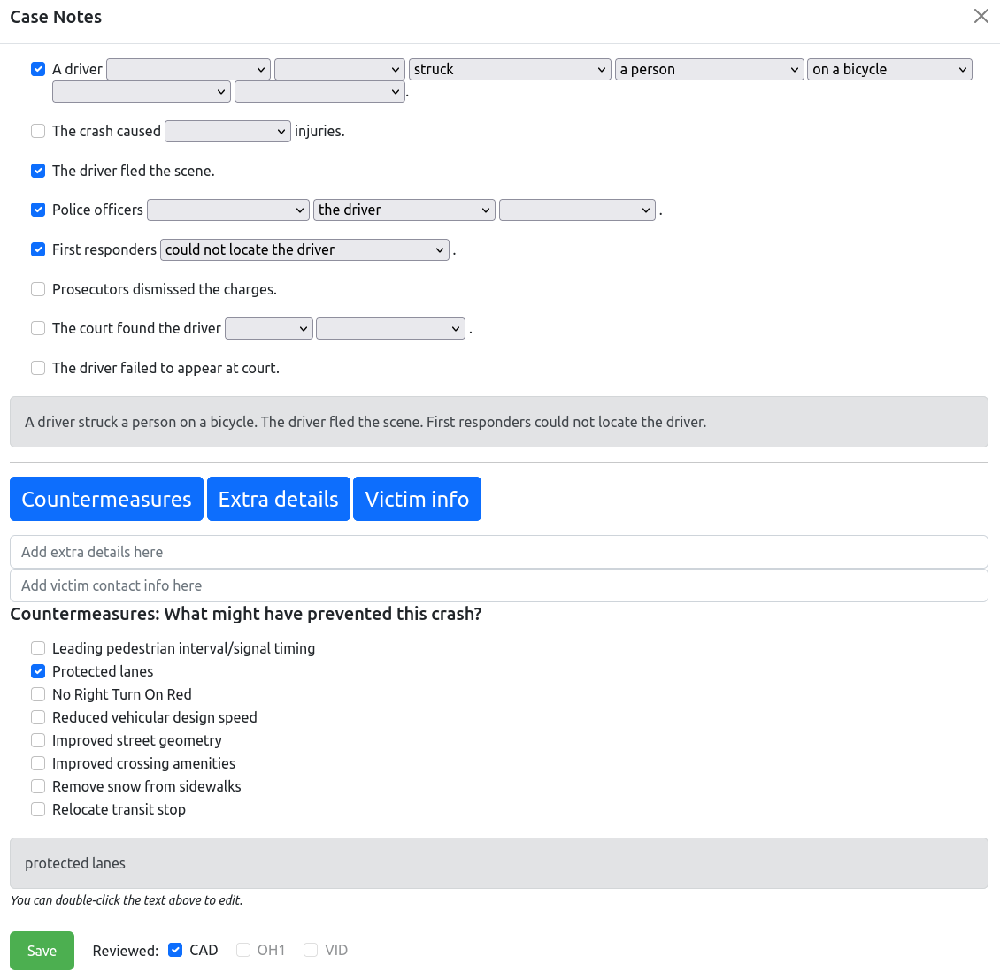 Case Notes
A driver struck a person on a bicycle
.
The crash caused injuries.
The driver fled the scene.
Police officers the driver .
First responders could not locate the driver .
Prosecutors dismissed the charges.
The court found the driver .
The driver failed to appear at court.
A driver struck a person on a bicycle. The driver fled the scene. First responders could not locate the driver.
Countermeasures Extra details Victim info
Add extra details here
Add victim contact info here
Countermeasures: What might have prevented this crash?
Leading pedestrian interval/signal timing
Protected lanes
No Right Turn On Red
Reduced vehicular design speed
Improved street geometry
Improved crossing amenities
Remove snow from sidewalks
Relocate transit stop
protected lanes
You can double-click the text above to edit.
Save Reviewed: CAD OH1 VID